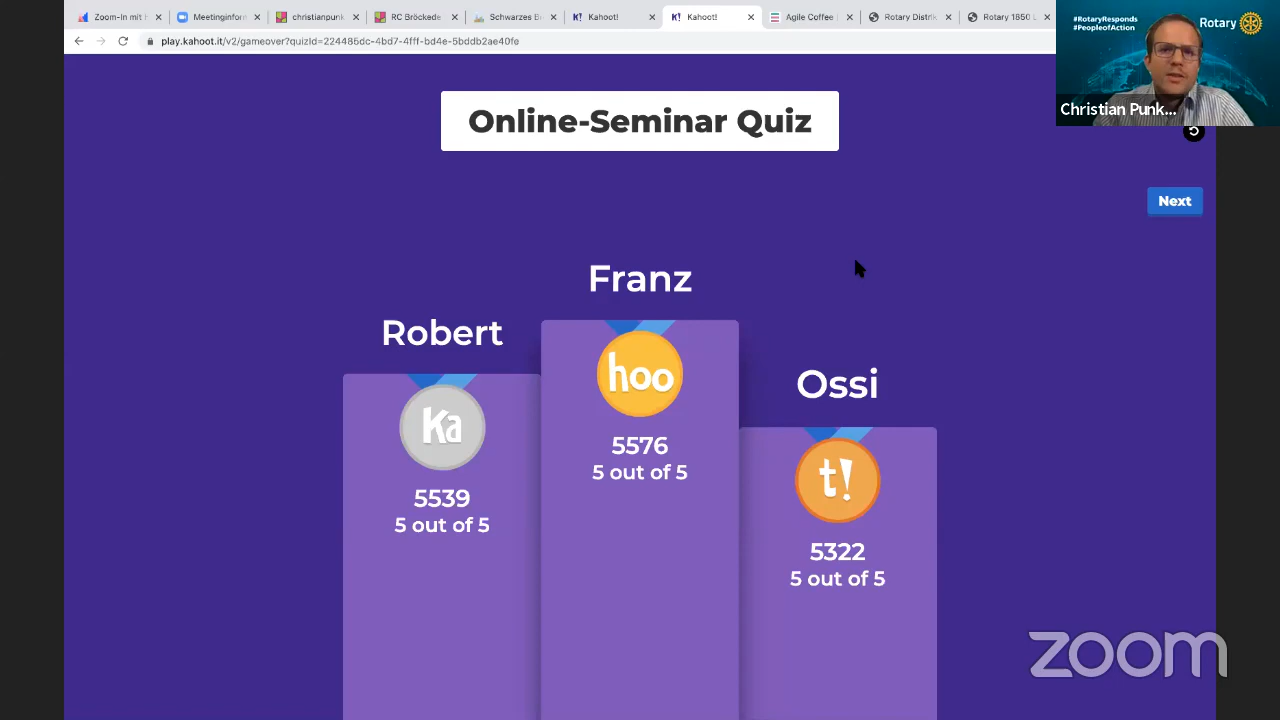 Zoom-In mit H
Meetinginform
christianpunk
RC Bröckede
Schwarzes Br
Kahoot!
Kahoot!
Agile Coffee
Rotary Distrik
Rotary 1850 L
play.kahoot.it/v2/gameover?quizId=224485dc-4bd7-4fff-bd4e-5bddb2ae40fe
#RotaryResponds
#PeopleofAction
Rotary
Christian Punk...
Online-Seminar Quiz
Next
Franz
Robert
Ossi
hoo
5576
5 out of 5
Ka
5539
5 out of 5
t!
5322
5 out of 5
zoom